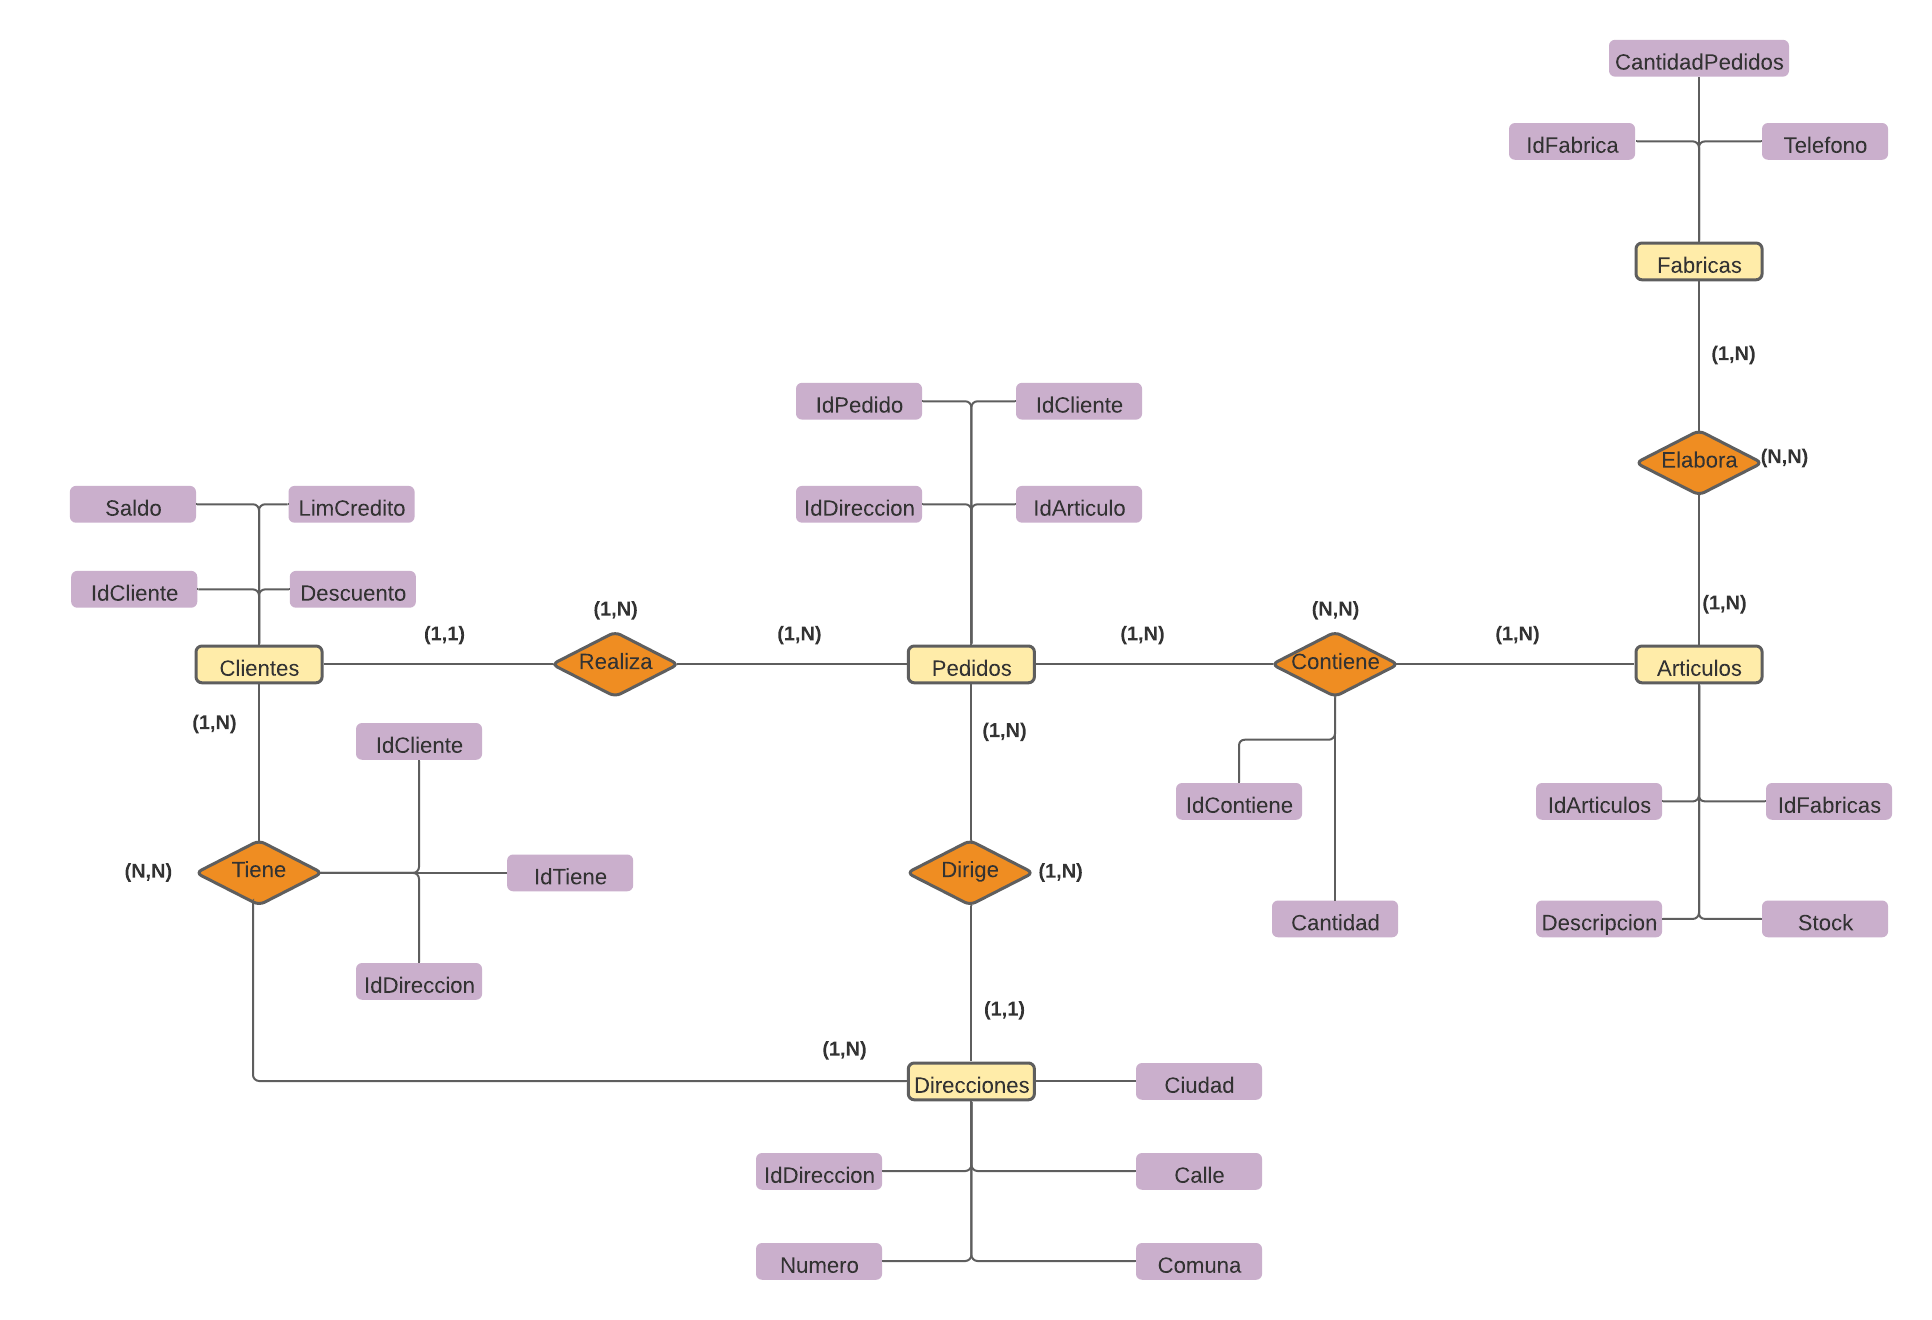 CantidadPedidos
IdFabrica
Telefono
Fabricas
(1,N)
IdPedido
IdCliente
Elabora
(N,N)
Saldo
LimCredito
IdDireccion
IdArticulo
IdCliente
Descuento
(1,1)
(1,N)
(1,N)
(1,N)
(N,N)
(1,N)
(1,N)
Clientes
Realiza
Pedidos
Contiene
Articulos
(1,N)
IdCliente
(1,N)
IdContiene
IdArticulos
IdFabricas
(N,N)
Tiene
IdTiene
Dirige
(1,N)
Cantidad
Descripcion
Stock
IdDireccion
(1,1)
(1,N)
Direcciones
Ciudad
IdDireccion
Calle
Numero
Comuna